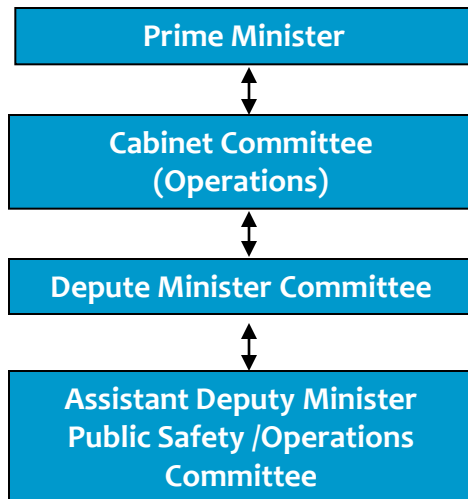 Prime Minister
Cabinet Committee
(Operations)
Depute Minister Committee
Assistant Deputy Minister
Public Safety /Operations
Committee